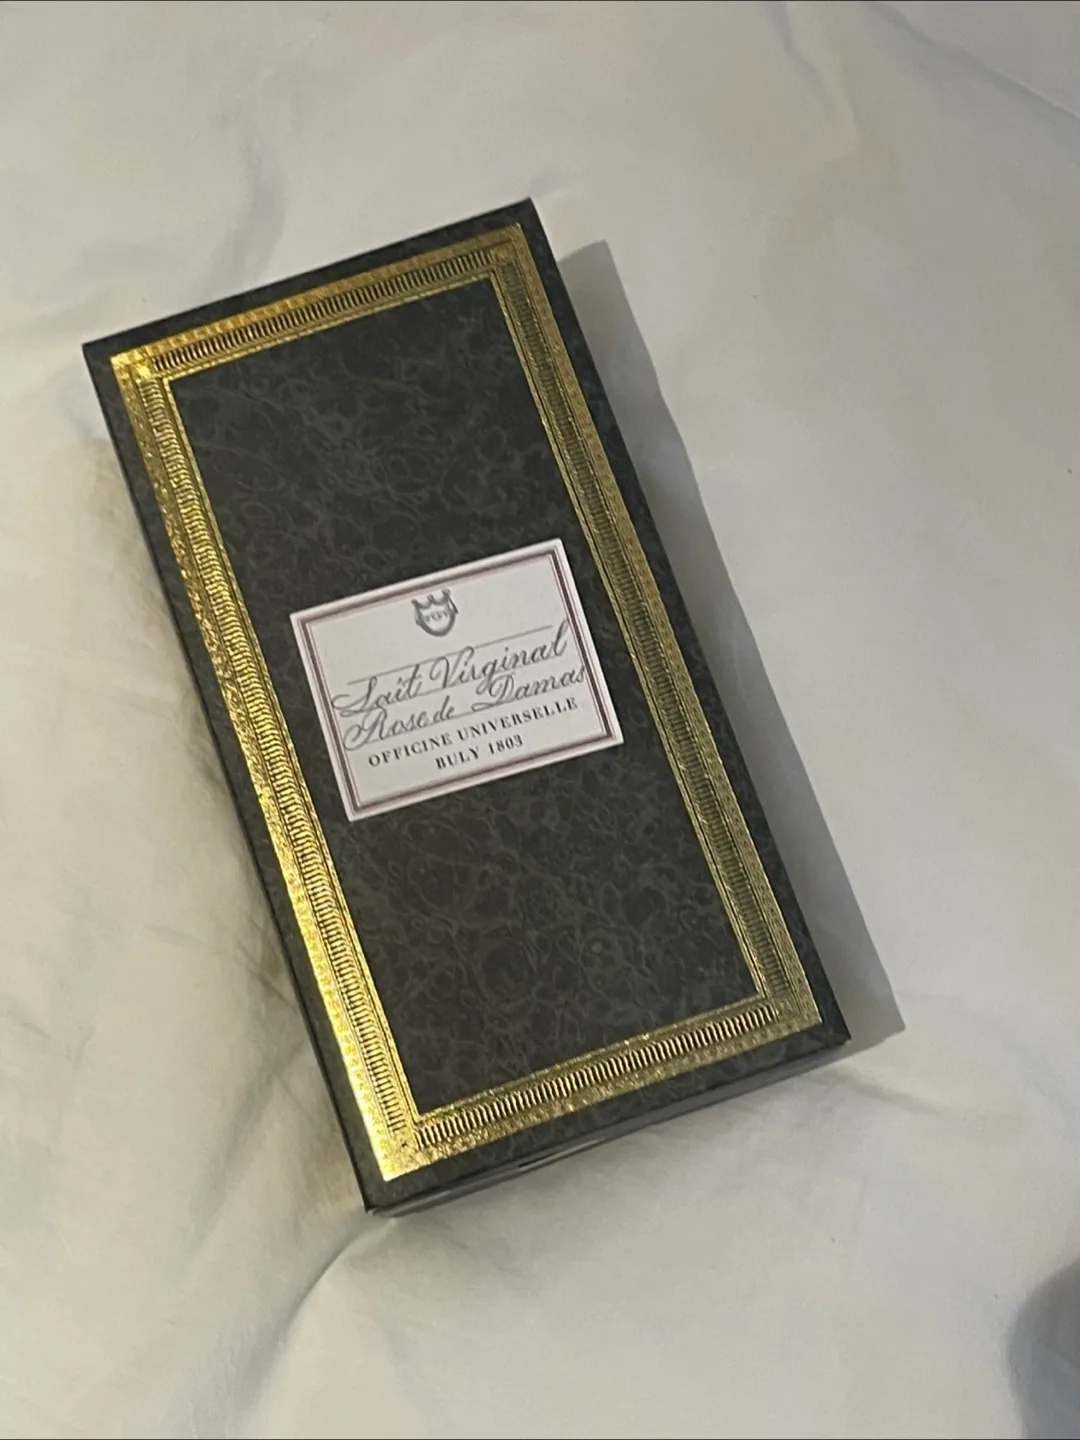 Lait Virginal
Rose de Damas
OFFICINE UNIVERSELLE
BULY 1803